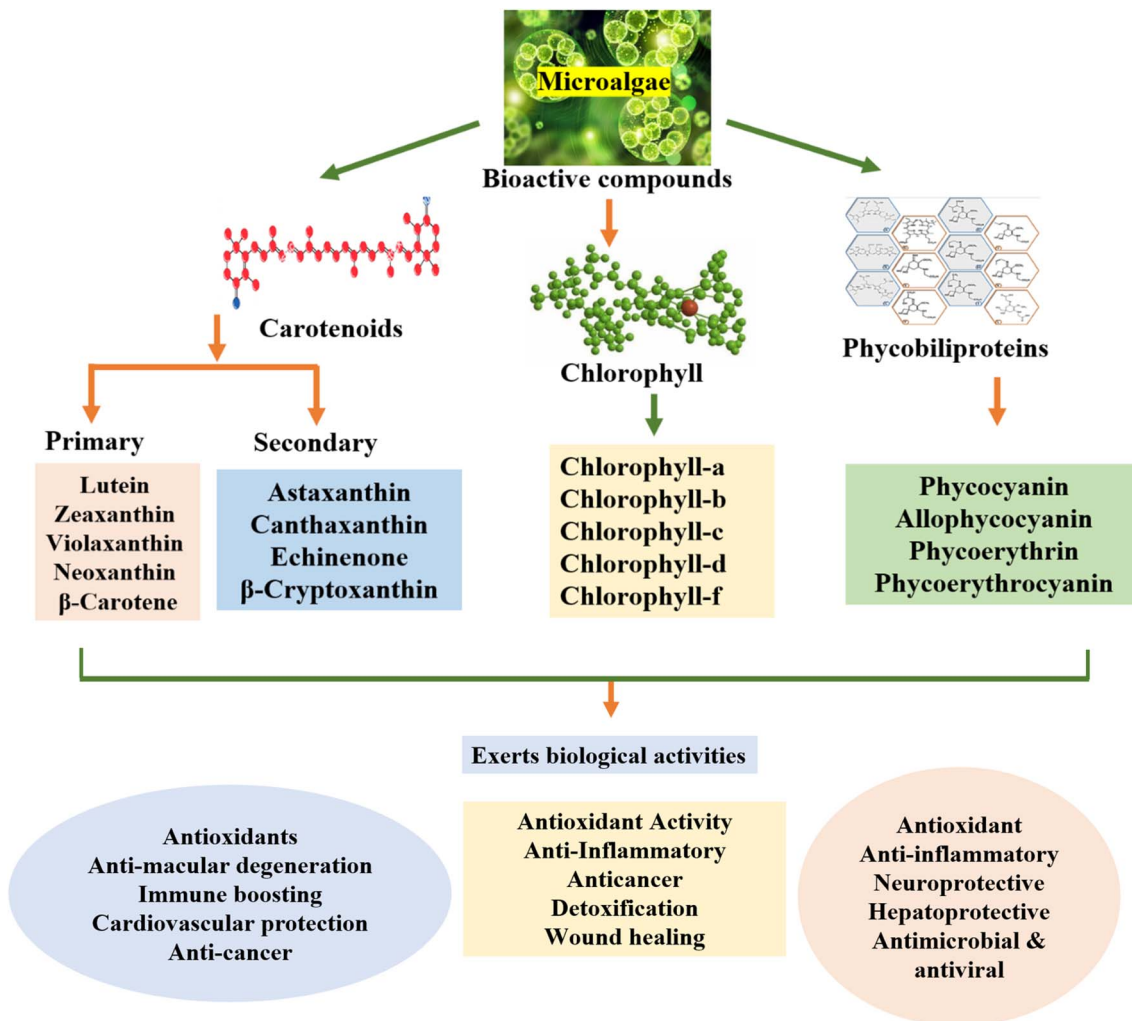 Microalgae
Bioactive compounds
Carotenoids
Chlorophyll
Phycobiliproteins
Primary
Lutein
Zeaxanthin
Violaxanthin
Neoxanthin
β-Carotene
Secondary
Astaxanthin
Canthaxanthin
Echinenone
β-Cryptoxanthin
Chlorophyll-a
Chlorophyll-b
Chlorophyll-c
Chlorophyll-d
Chlorophyll-f
Phycocyanin
Allophycocyanin
Phycoerythrin
Phycoerythrocyanin
Exerts biological activities
Antioxidants
Anti-macular degeneration
Immune boosting
Cardiovascular protection
Anti-cancer
Antioxidant Activity
Anti-Inflammatory
Anticancer
Detoxification
Wound healing
Antioxidant
Anti-inflammatory
Neuroprotective
Hepatoprotective
Antimicrobial &
antiviral